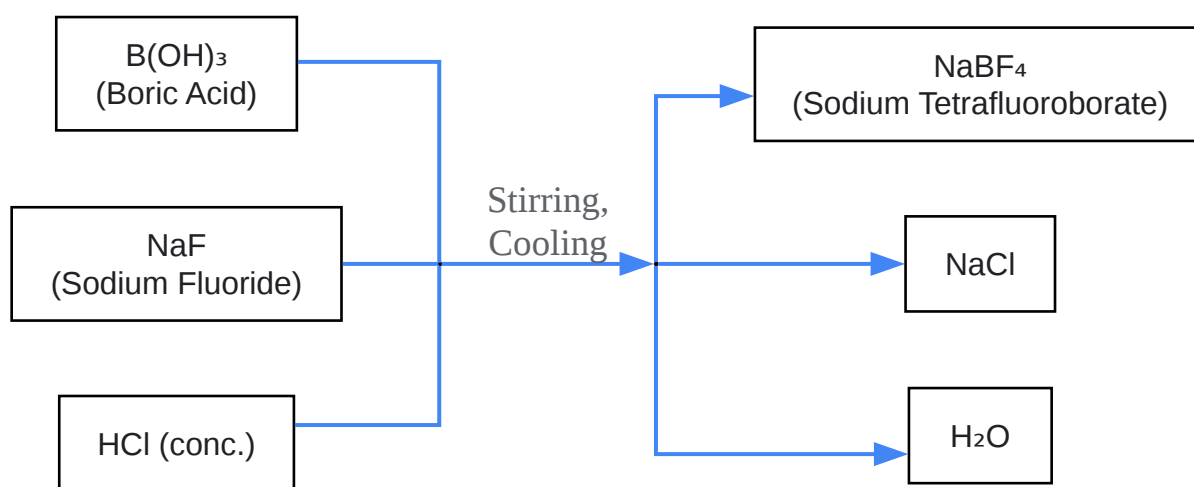 B(OH)₃
(Boric Acid)
NaF
(Sodium Fluoride)
HCl (conc.)
Stirring,
Cooling
NaBF₄
(Sodium Tetrafluoroborate)
NaCl
H₂O